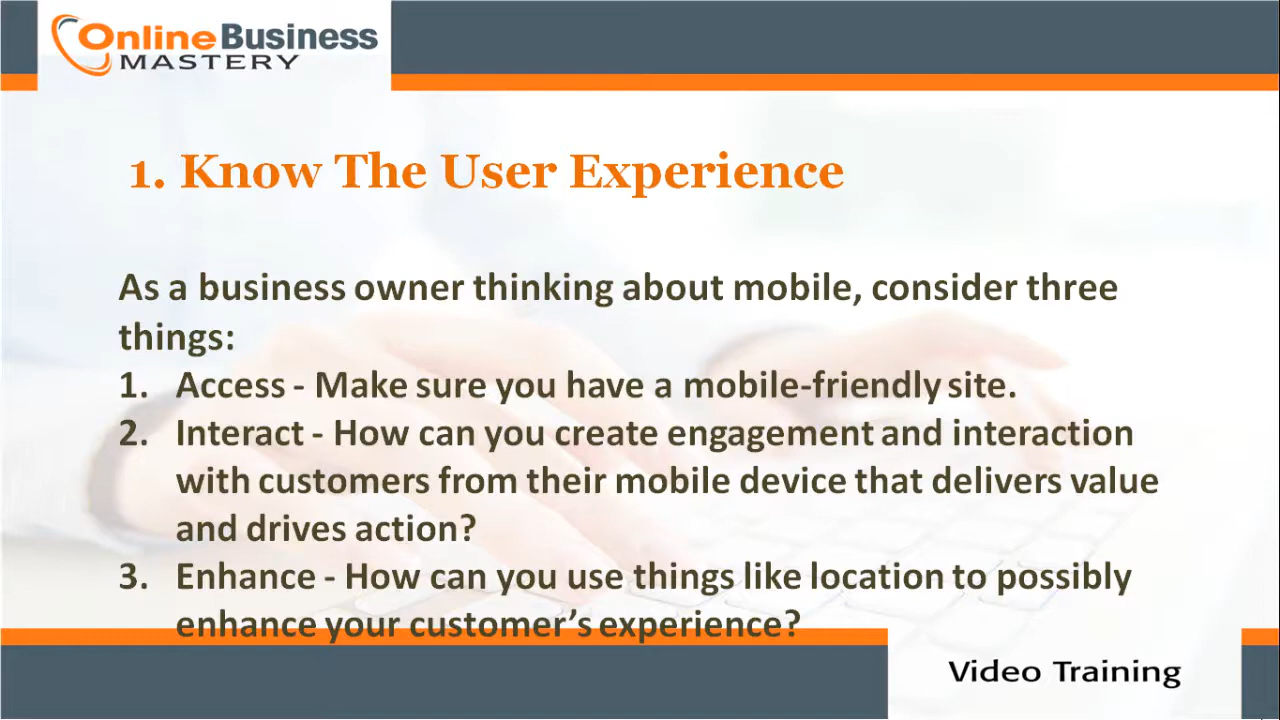 Online Business
MASTERY
1. Know The User Experience
As a business owner thinking about mobile, consider three
things:
1. Access - Make sure you have a mobile-friendly site.
2. Interact - How can you create engagement and interaction
with customers from their mobile device that delivers value
and drives action?
3. Enhance - How can you use things like location to possibly
enhance your customer’s experience?
Video Training